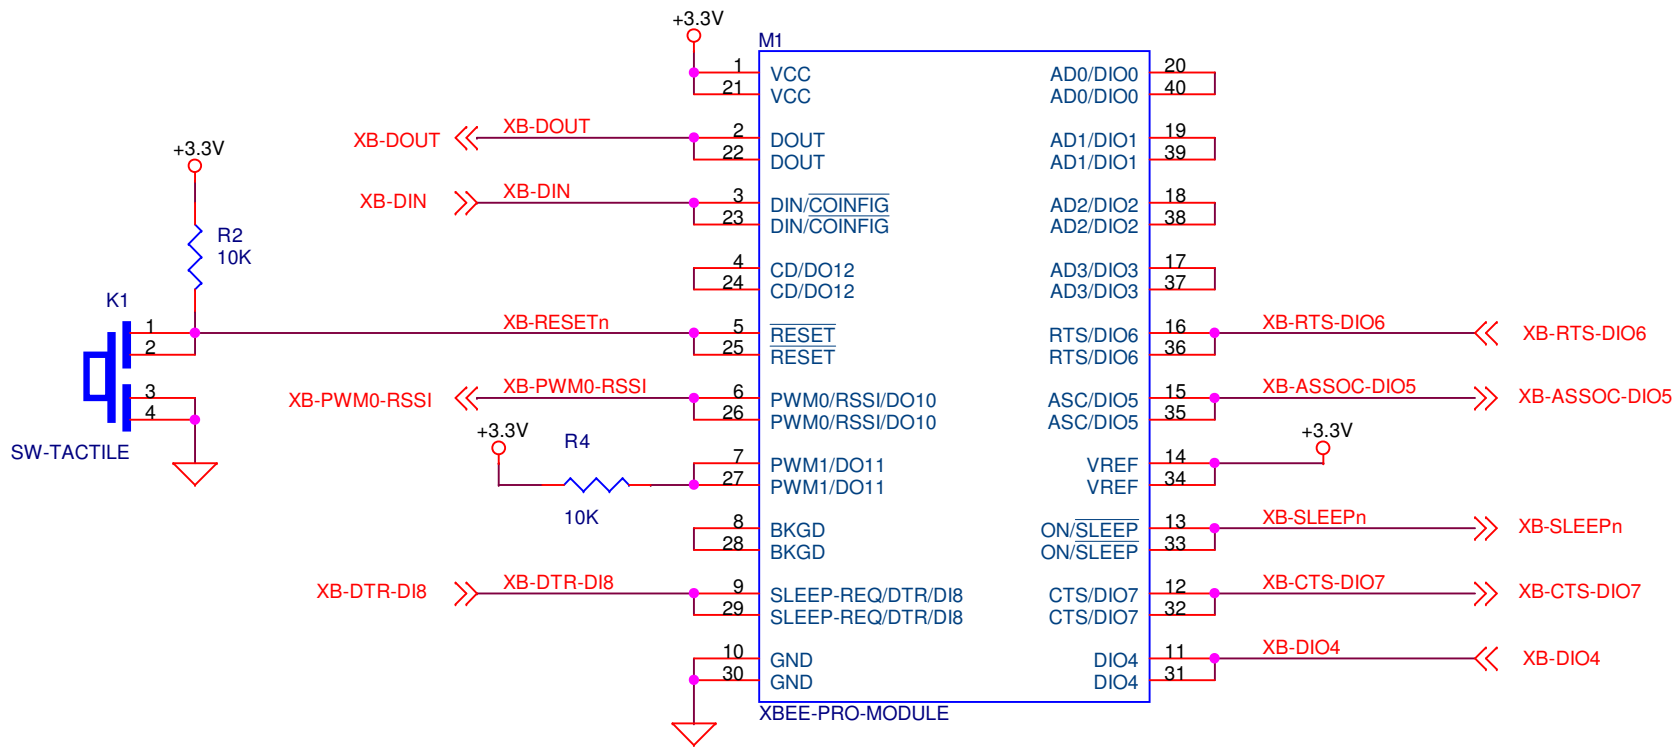 +3.3V
M1
1 VCC AD0/DIO0 20
21 VCC AD0/DIO0 40
XB-DOUT XB-DOUT 2 DOUT AD1/DIO1 19
22 DOUT AD1/DIO1 39
+3.3V
XB-DIN XB-DIN 3 DIN/COINFIG AD2/DIO2 18
23 DIN/COINFIG AD2/DIO2 38
R2
10K
4 CD/DO12 AD3/DIO3 17
24 CD/DO12 AD3/DIO3 37
K1
1 XB-RESETn 5 RESET RTS/DIO6 16 XB-RTS-DIO6 XB-RTS-DIO6
2 25 RESET RTS/DIO6 36
3 XB-PWM0-RSSI XB-PWM0-RSSI 6 PWM0/RSSI/DO10 ASC/DIO5 15 XB-ASSOC-DIO5 XB-ASSOC-DIO5
4 26 PWM0/RSSI/DO10 ASC/DIO5 35
SW-TACTILE
+3.3V R4 +3.3V
7 PWM1/DO11 VREF 14
27 PWM1/DO11 VREF 34
10K
8 BKGD ON/SLEEP 13 XB-SLEEPn XB-SLEEPn
28 BKGD ON/SLEEP 33
XB-DTR-DI8 XB-DTR-DI8 9 SLEEP-REQ/DTR/DI8 CTS/DIO7 12 XB-CTS-DIO7 XB-CTS-DIO7
29 SLEEP-REQ/DTR/DI8 CTS/DIO7 32
10 GND DIO4 11 XB-DIO4 XB-DIO4
30 GND DIO4 31
XBEE-PRO-MODULE